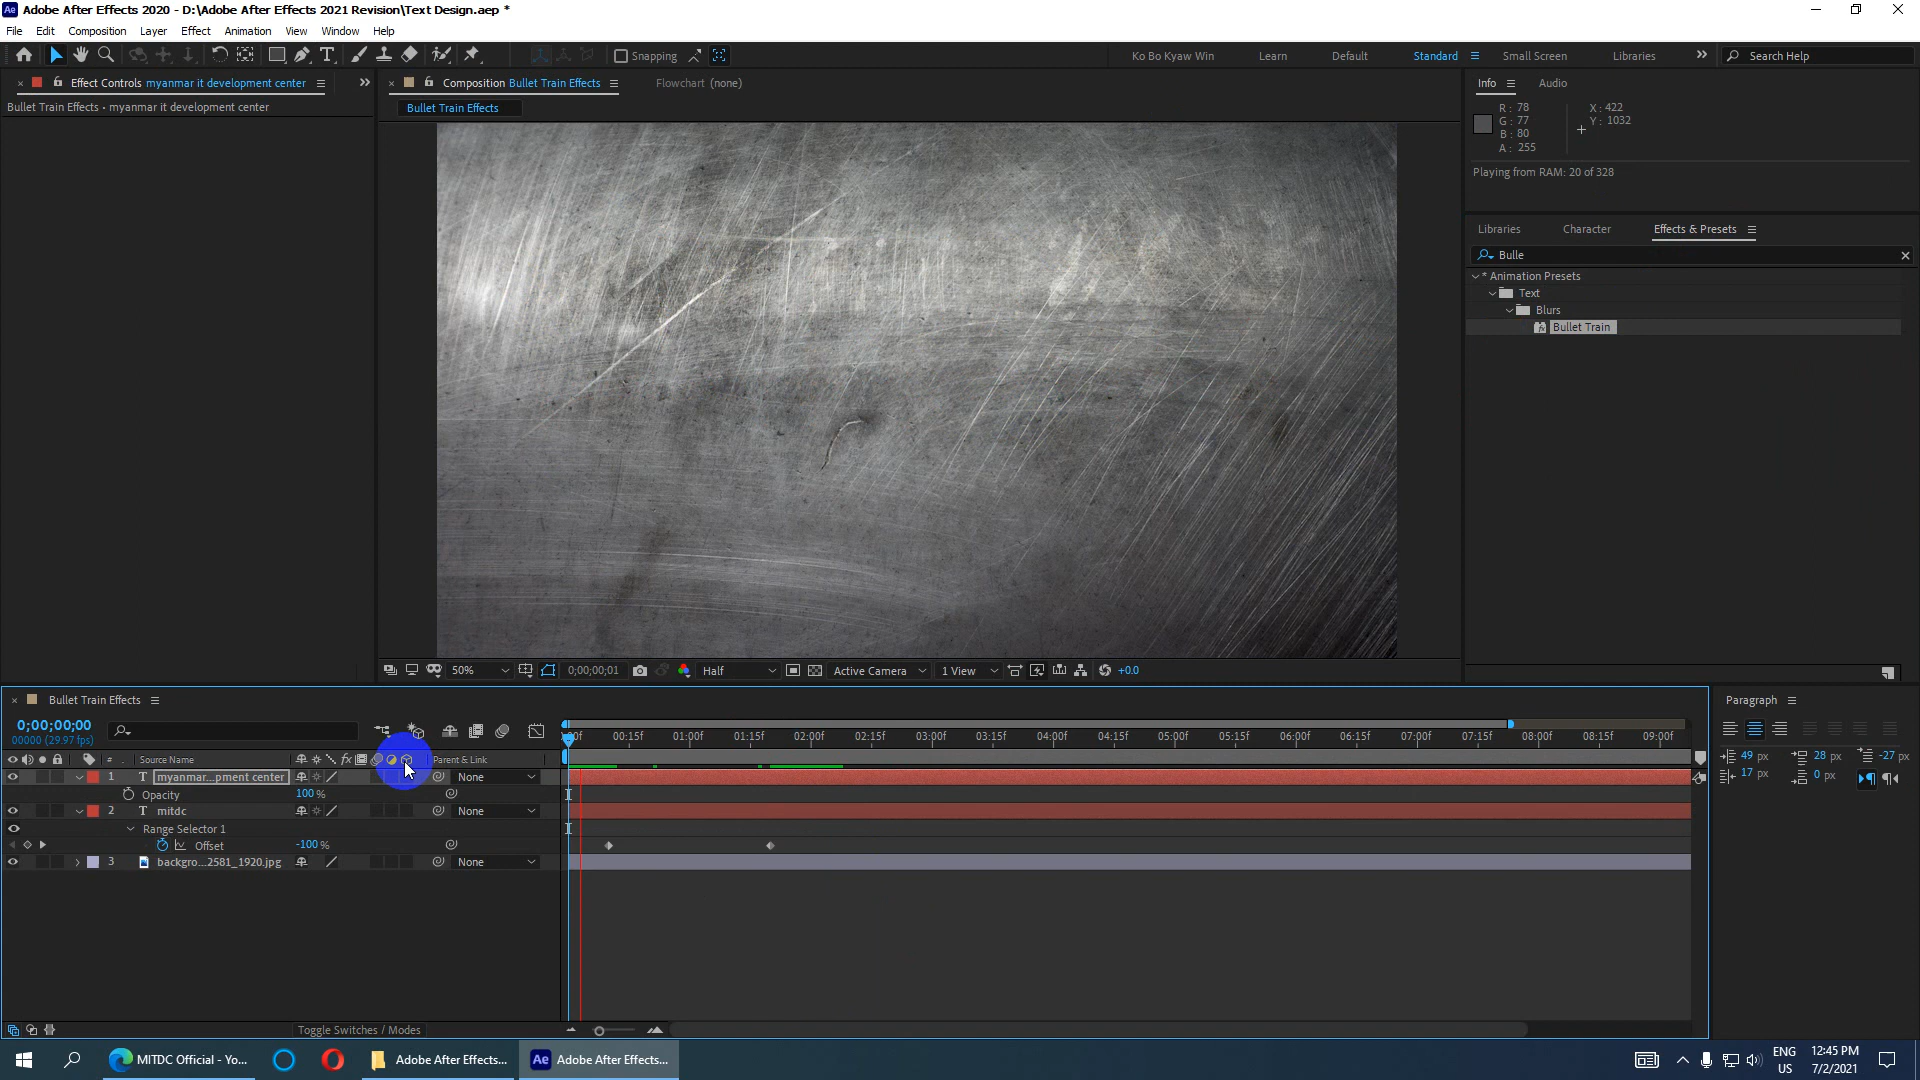 Adobe After Effects 2020 - D:\Adobe After Effects 2021 Revision\Text Design.aep *
File Edit Composition Layer Effect Animation View Window Help
Snapping
Ko Bo Kyaw Win Learn Default Standard Small Screen Libraries Search Help
Effect Controls myanmar it development center
Bullet Train Effects • myanmar it development center
Composition Bullet Train Effects
Flowchart (none)
Bullet Train Effects
Info Audio
R: 78
G: 77
B: 80
A: 255
X: 422
Y: 1032
Playing from RAM: 20 of 328
Libraries Character Effects & Presets
Bulle
* Animation Presets
Text
Blurs
Bullet Train
50% 0;00;00;01 Half Active Camera 1 View +0.0
Bullet Train Effects
0;00;00;00
00000 (29.97 fps)
00f 00:15f 01:00f 01:15f 02:00f 02:15f 03:00f 03:15f 04:00f 04:15f 05:00f 05:15f 06:00f 06:15f 07:00f 07:15f 08:00f 08:15f 09:00f
# Source Name Parent & Link
1 T myanmar...pment center None
Opacity 100 %
2 T mitdc None
Range Selector 1
Offset -100 %
3 backgro...2581_1920.jpg None
Toggle Switches / Modes
Paragraph
49 px 28 px -27 px
17 px 0 px
MITDC Official - Yo...
Adobe After Effects...
Ae Adobe After Effects...
ENG
US
12:45 PM
7/2/2021